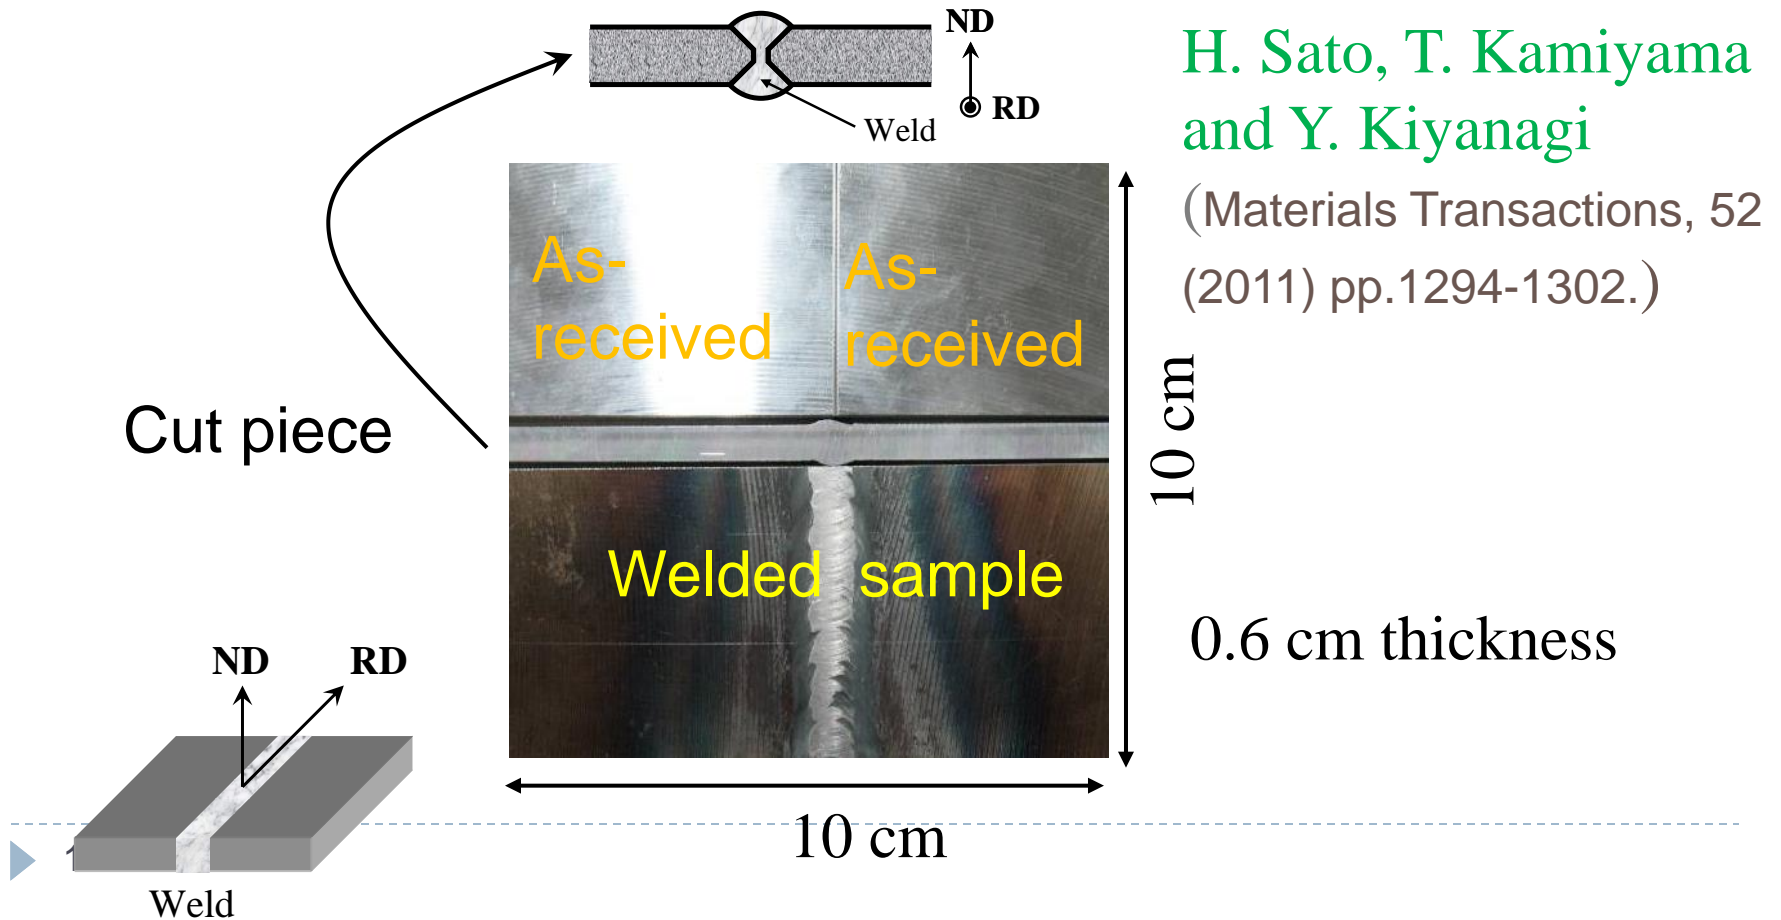 ND
RD
Weld
H. Sato, T. Kamiyama
and Y. Kiyanagi
(Materials Transactions, 52
(2011) pp.1294-1302.)
As-
received
As-
received
Cut piece
10 cm
Welded sample
0.6 cm thickness
ND RD
10 cm
Weld